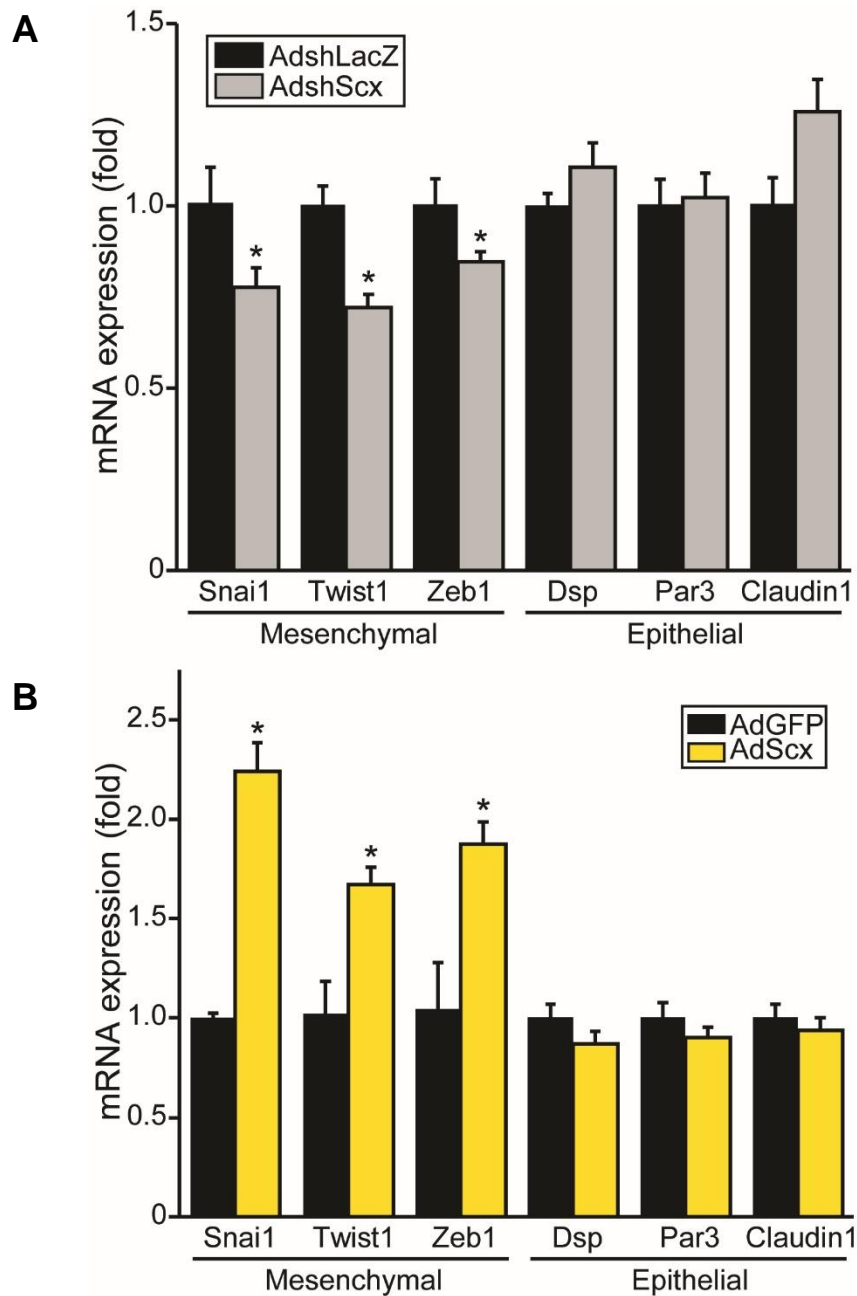 A
1.5
AdshLacZ
AdshScx
mRNA expression (fold)
*
*
*
1.0
0.5
0
Snai1 Twist1 Zeb1 Dsp Par3 Claudin1
Mesenchymal Epithelial
B
2.5
AdGFP
AdScx
mRNA expression (fold)
*
*
*
2.0
1.5
1.0
0.5
0
Snai1 Twist1 Zeb1 Dsp Par3 Claudin1
Mesenchymal Epithelial